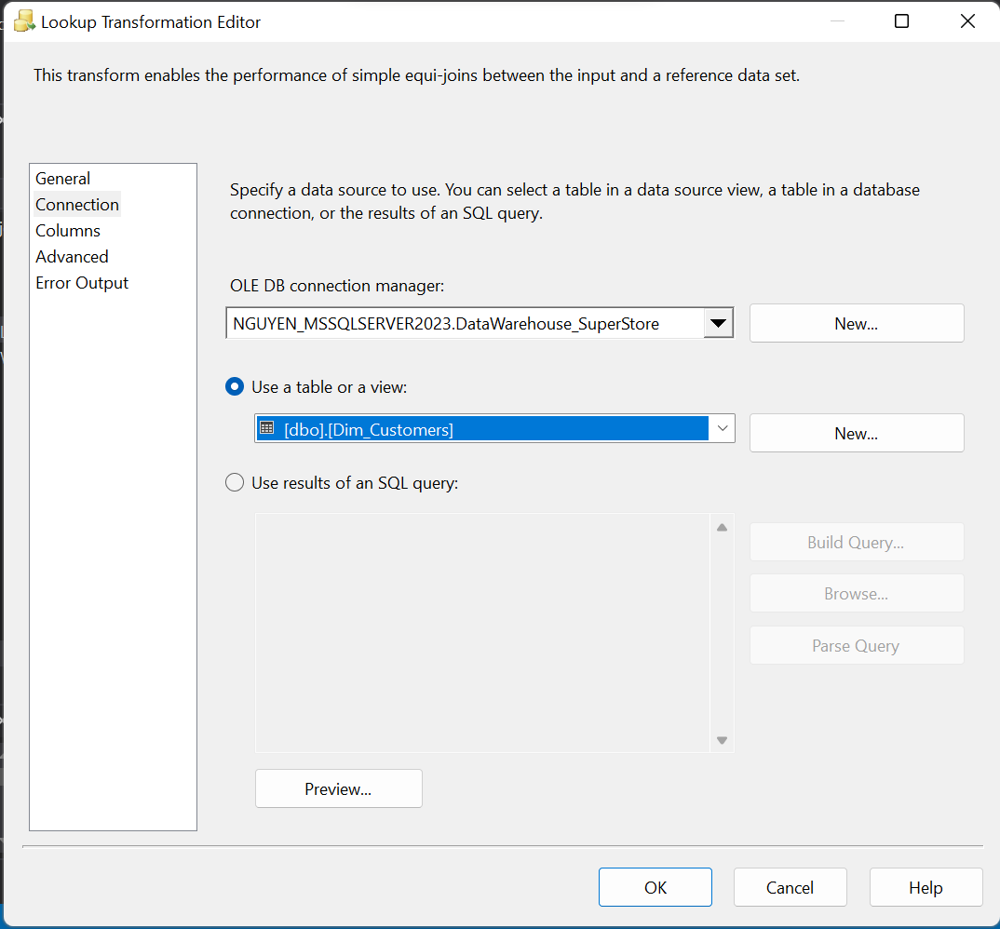 Lookup Transformation Editor
This transform enables the performance of simple equi-joins between the input and a reference data set.
General
Connection
Columns
Advanced
Error Output
Specify a data source to use. You can select a table in a data source view, a table in a database
connection, or the results of an SQL query.
OLE DB connection manager:
NGUYEN_MSSQLSERVER2023.DataWarehouse_SuperStore
New...
Use a table or a view:
[dbo].[Dim_Customers]
New...
Use results of an SQL query:
Build Query...
Browse...
Parse Query
Preview...
OK
Cancel
Help